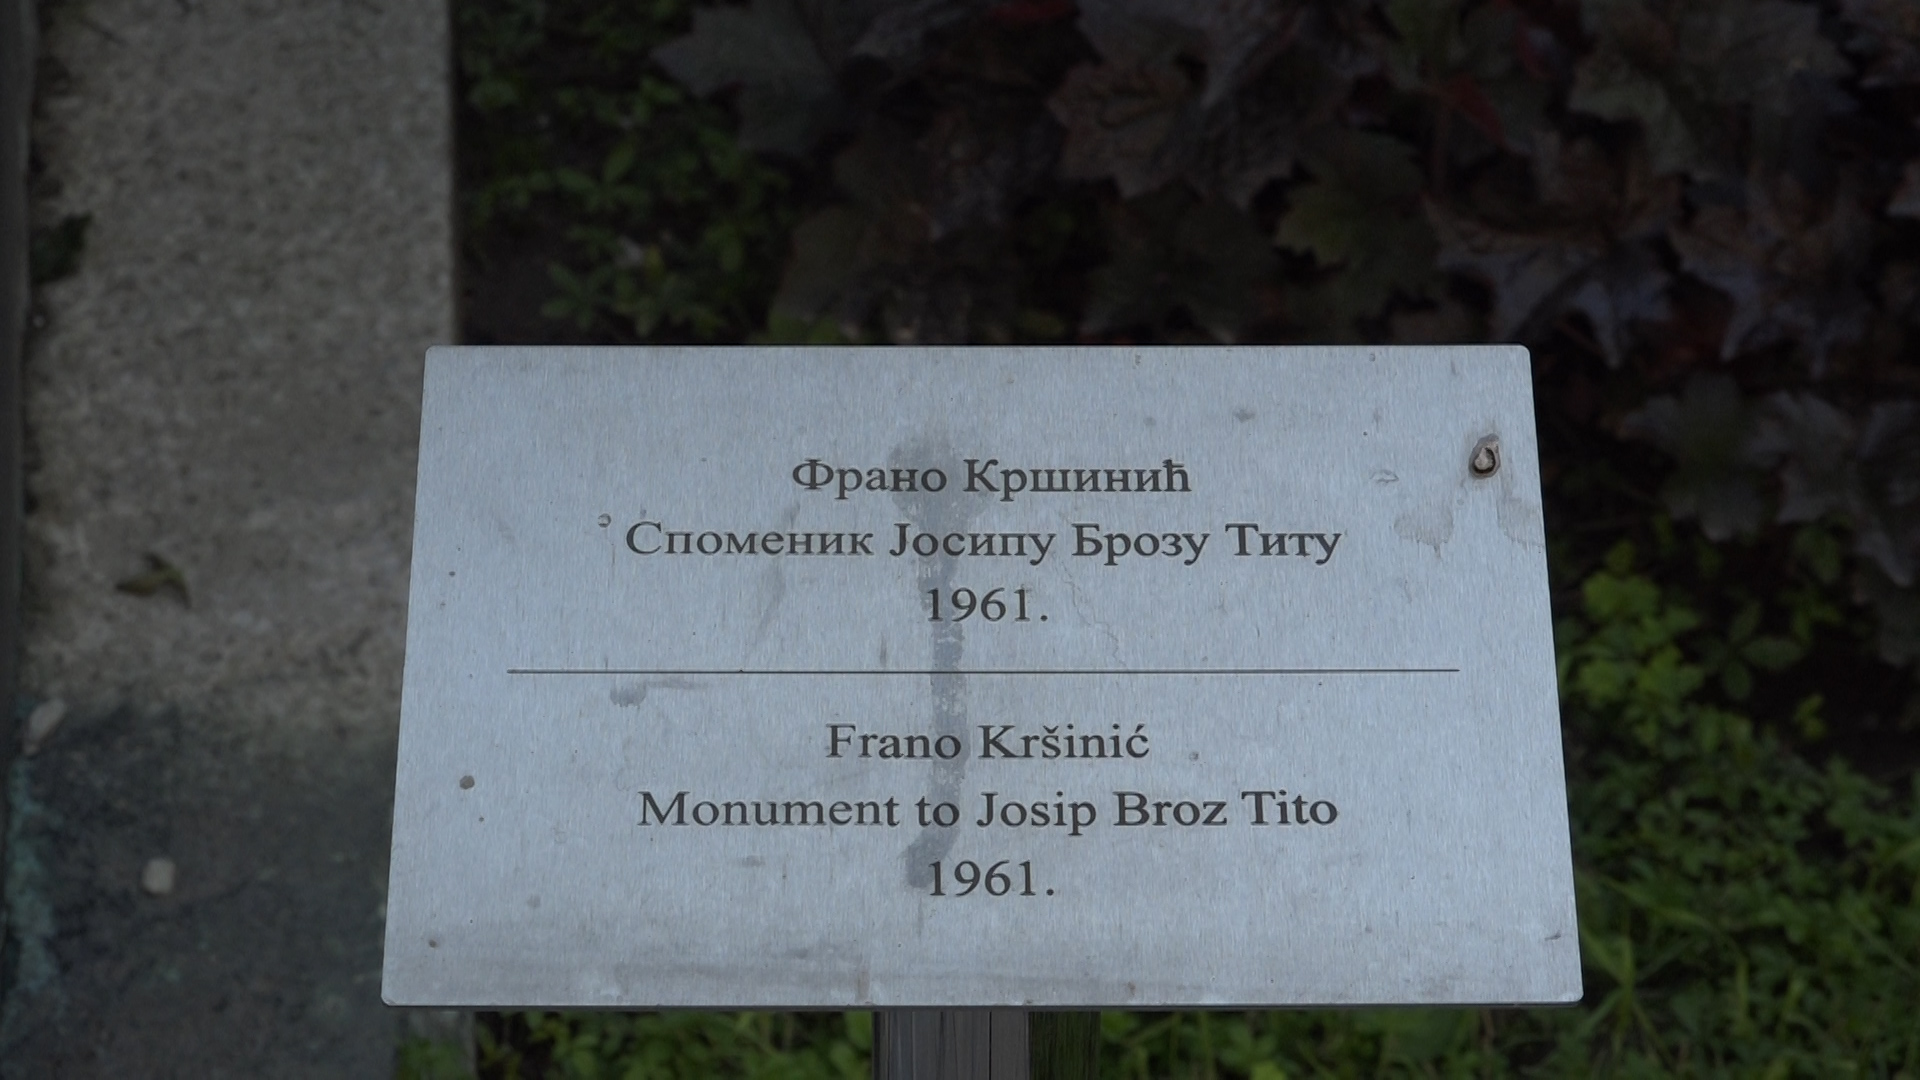 Франо Кршинић
Споменик Јосипу Брозу Титу
1961.
Frano Kršinić
Monument to Josip Broz Tito
1961.